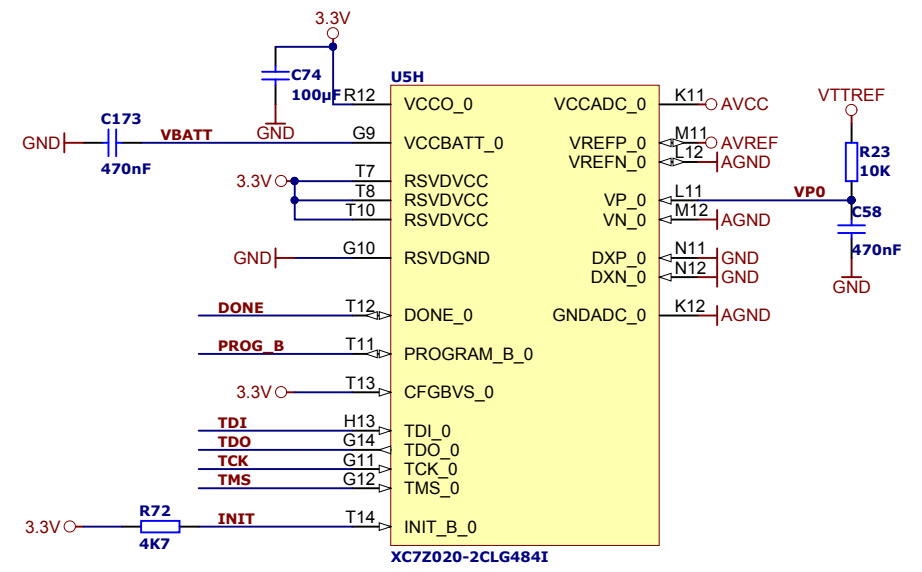 3.3V
C74
100µF
GND
U5H
R12 VCCO_0
VCCADC_0 K11 AVCC
VTTREF
C173
GND
VBATT
470nF
G9 VCCBATT_0
VREFP_0 M11 AVREF
VREFN_0 L12 AGND
R23
10K
3.3V
T7 RSVDVCC
T8 RSVDVCC
T10 RSVDVCC
VP_0 L11 VP0
VN_0 M12 AGND
C58
470nF
GND
GND G10 RSVDGND
DXP_0 N11 GND
DXN_0 N12 GND
DONE T12 DONE_0
GNDADC_0 K12 AGND
PROG_B T11 PROGRAM_B_0
3.3V T13 CFGBVS_0
TDI H13 TDI_0
TDO G14 TDO_0
TCK G11 TCK_0
TMS G12 TMS_0
R72
3.3V INIT T14 INIT_B_0
4K7
XC7Z020-2CLG484I